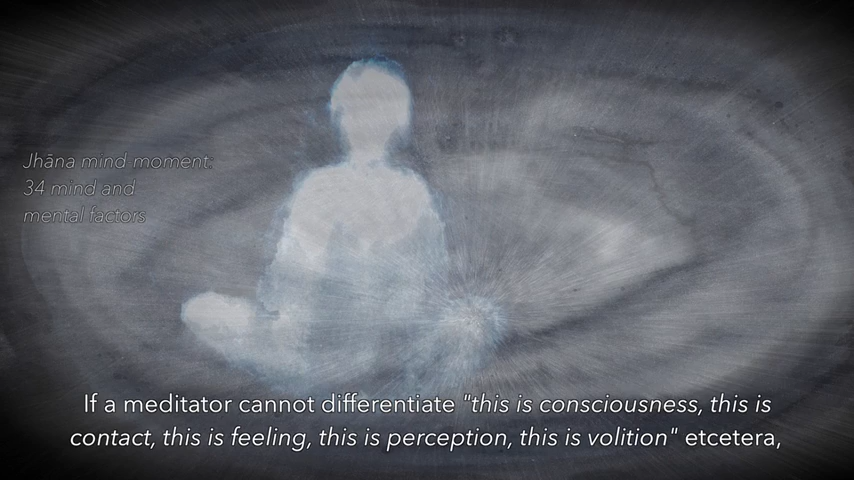 Jhāna mind moment:
34 mind and
mental factors
If a meditator cannot differentiate "this is consciousness, this is
contact, this is feeling, this is perception, this is volition" etcetera,